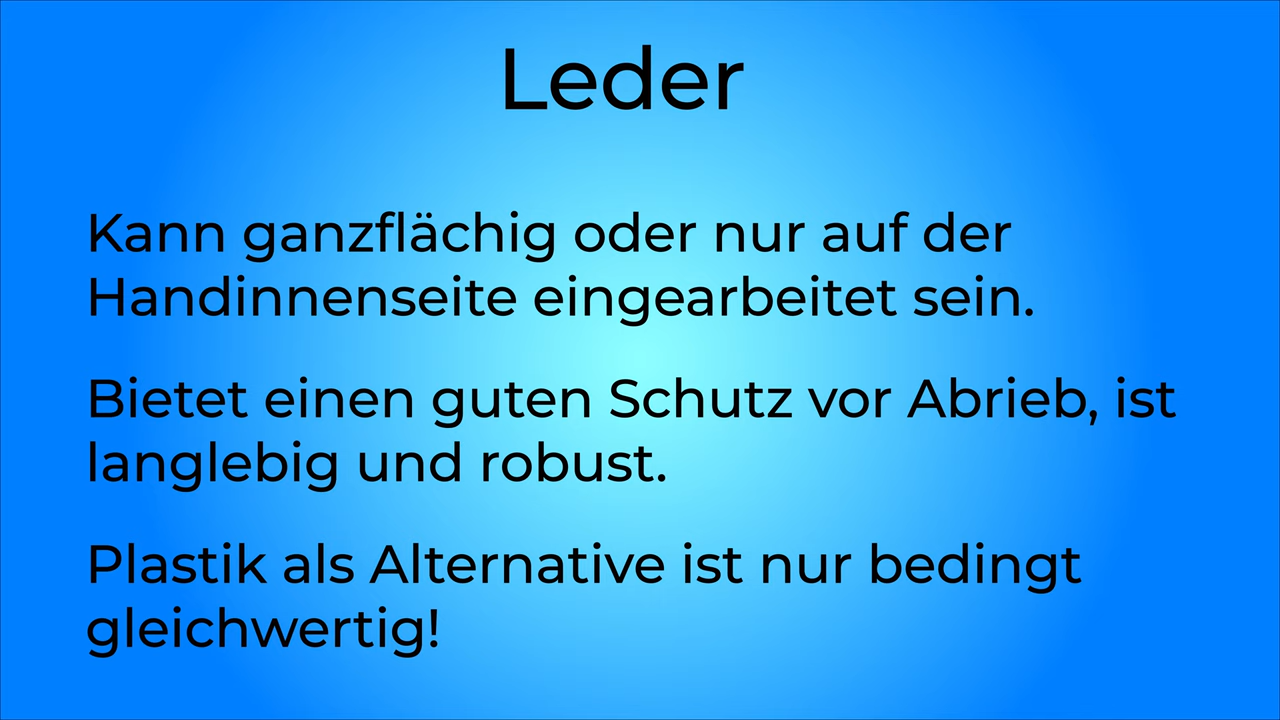 Leder
Kann ganzflächig oder nur auf der
Handinnenseite eingearbeitet sein.
Bietet einen guten Schutz vor Abrieb, ist
langlebig und robust.
Plastik als Alternative ist nur bedingt
gleichwertig!